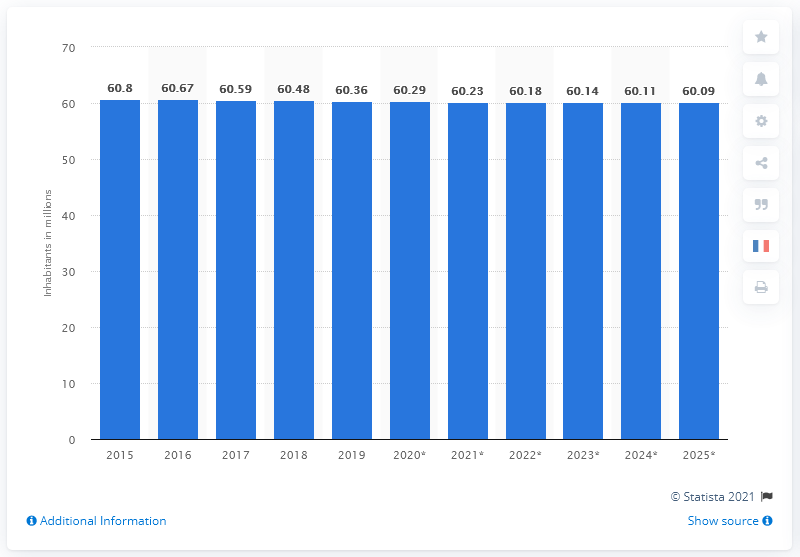 70
60
50
40
30
20
10
0
Inhabitants in millions
60.8 60.67 60.59 60.48 60.36 60.29 60.23 60.18 60.14 60.11 60.09
2015 2016 2017 2018 2019 2020* 2021* 2022* 2023* 2024* 2025*
© Statista 2021
Additional Information Show source